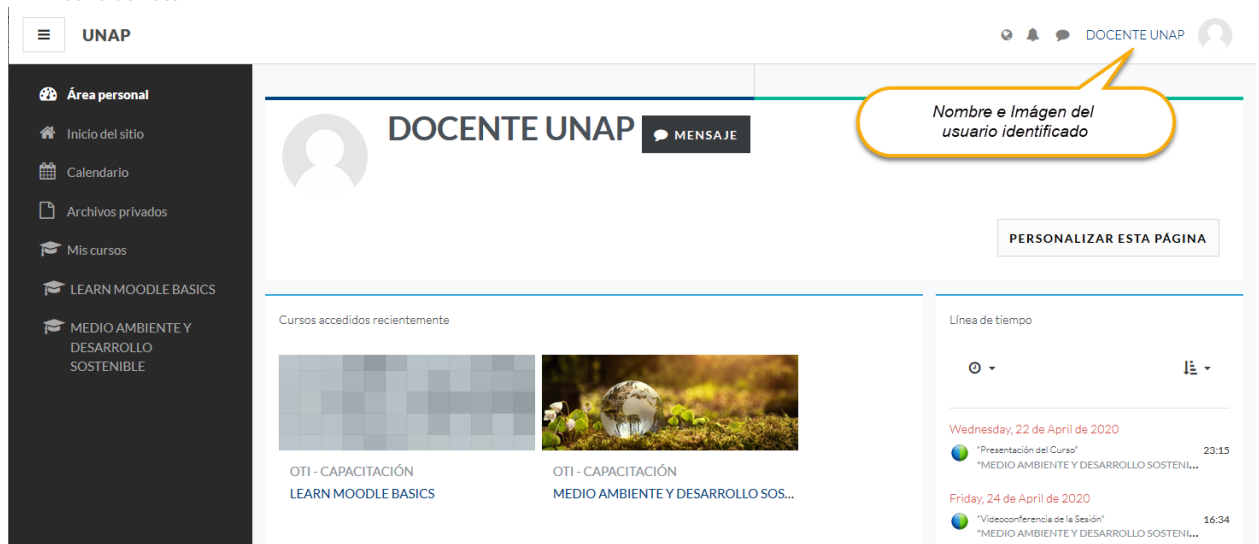 UNAP
DOCENTE UNAP
Nombre e Imágen del
usuario identificado
Área personal
Inicio del sitio
Calendario
Archivos privados
Mis cursos
LEARN MOODLE BASICS
MEDIO AMBIENTE Y
DESARROLLO
SOSTENIBLE
DOCENTE UNAP
MENSAJE
PERSONALIZAR ESTA PÁGINA
Cursos accedidos recientemente
OTI - CAPACITACIÓN
LEARN MOODLE BASICS
OTI - CAPACITACIÓN
MEDIO AMBIENTE Y DESARROLLO SOS...
Línea de tiempo
Wednesday, 22 de April de 2020
"Presentación del Curso" 23:15
"MEDIO AMBIENTE Y DESARROLLO SOSTENI...
Friday, 24 de April de 2020
"Videoconferencia de la Sesión" 16:34
"MEDIO AMBIENTE Y DESARROLLO SOSTENI...